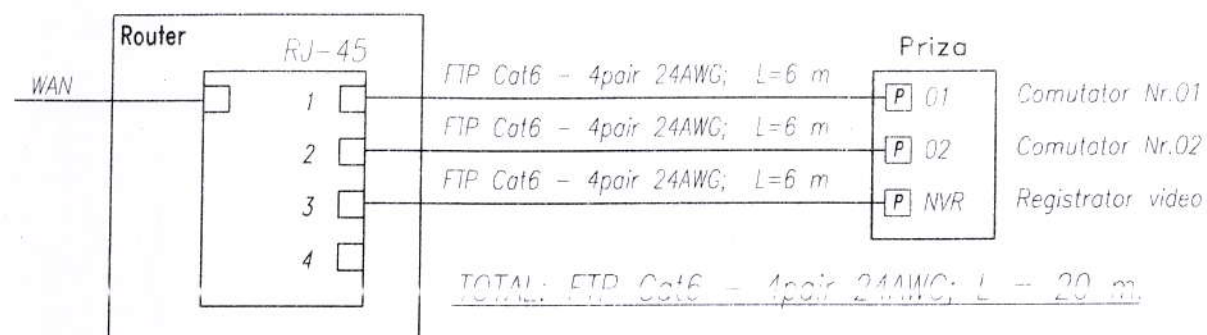 Router
RJ-45
Priza
WAN
1 FTP Cat6 - 4pair 24AWG; L=6 m P 01 Comutator Nr.01
2 FTP Cat6 - 4pair 24AWG; L=6 m P 02 Comutator Nr.02
3 FTP Cat6 - 4pair 24AWG; L=6 m P NVR Registrator video
4
TOTAL: FTP Cat6 - 4pair 24AWG; L - 20 m.